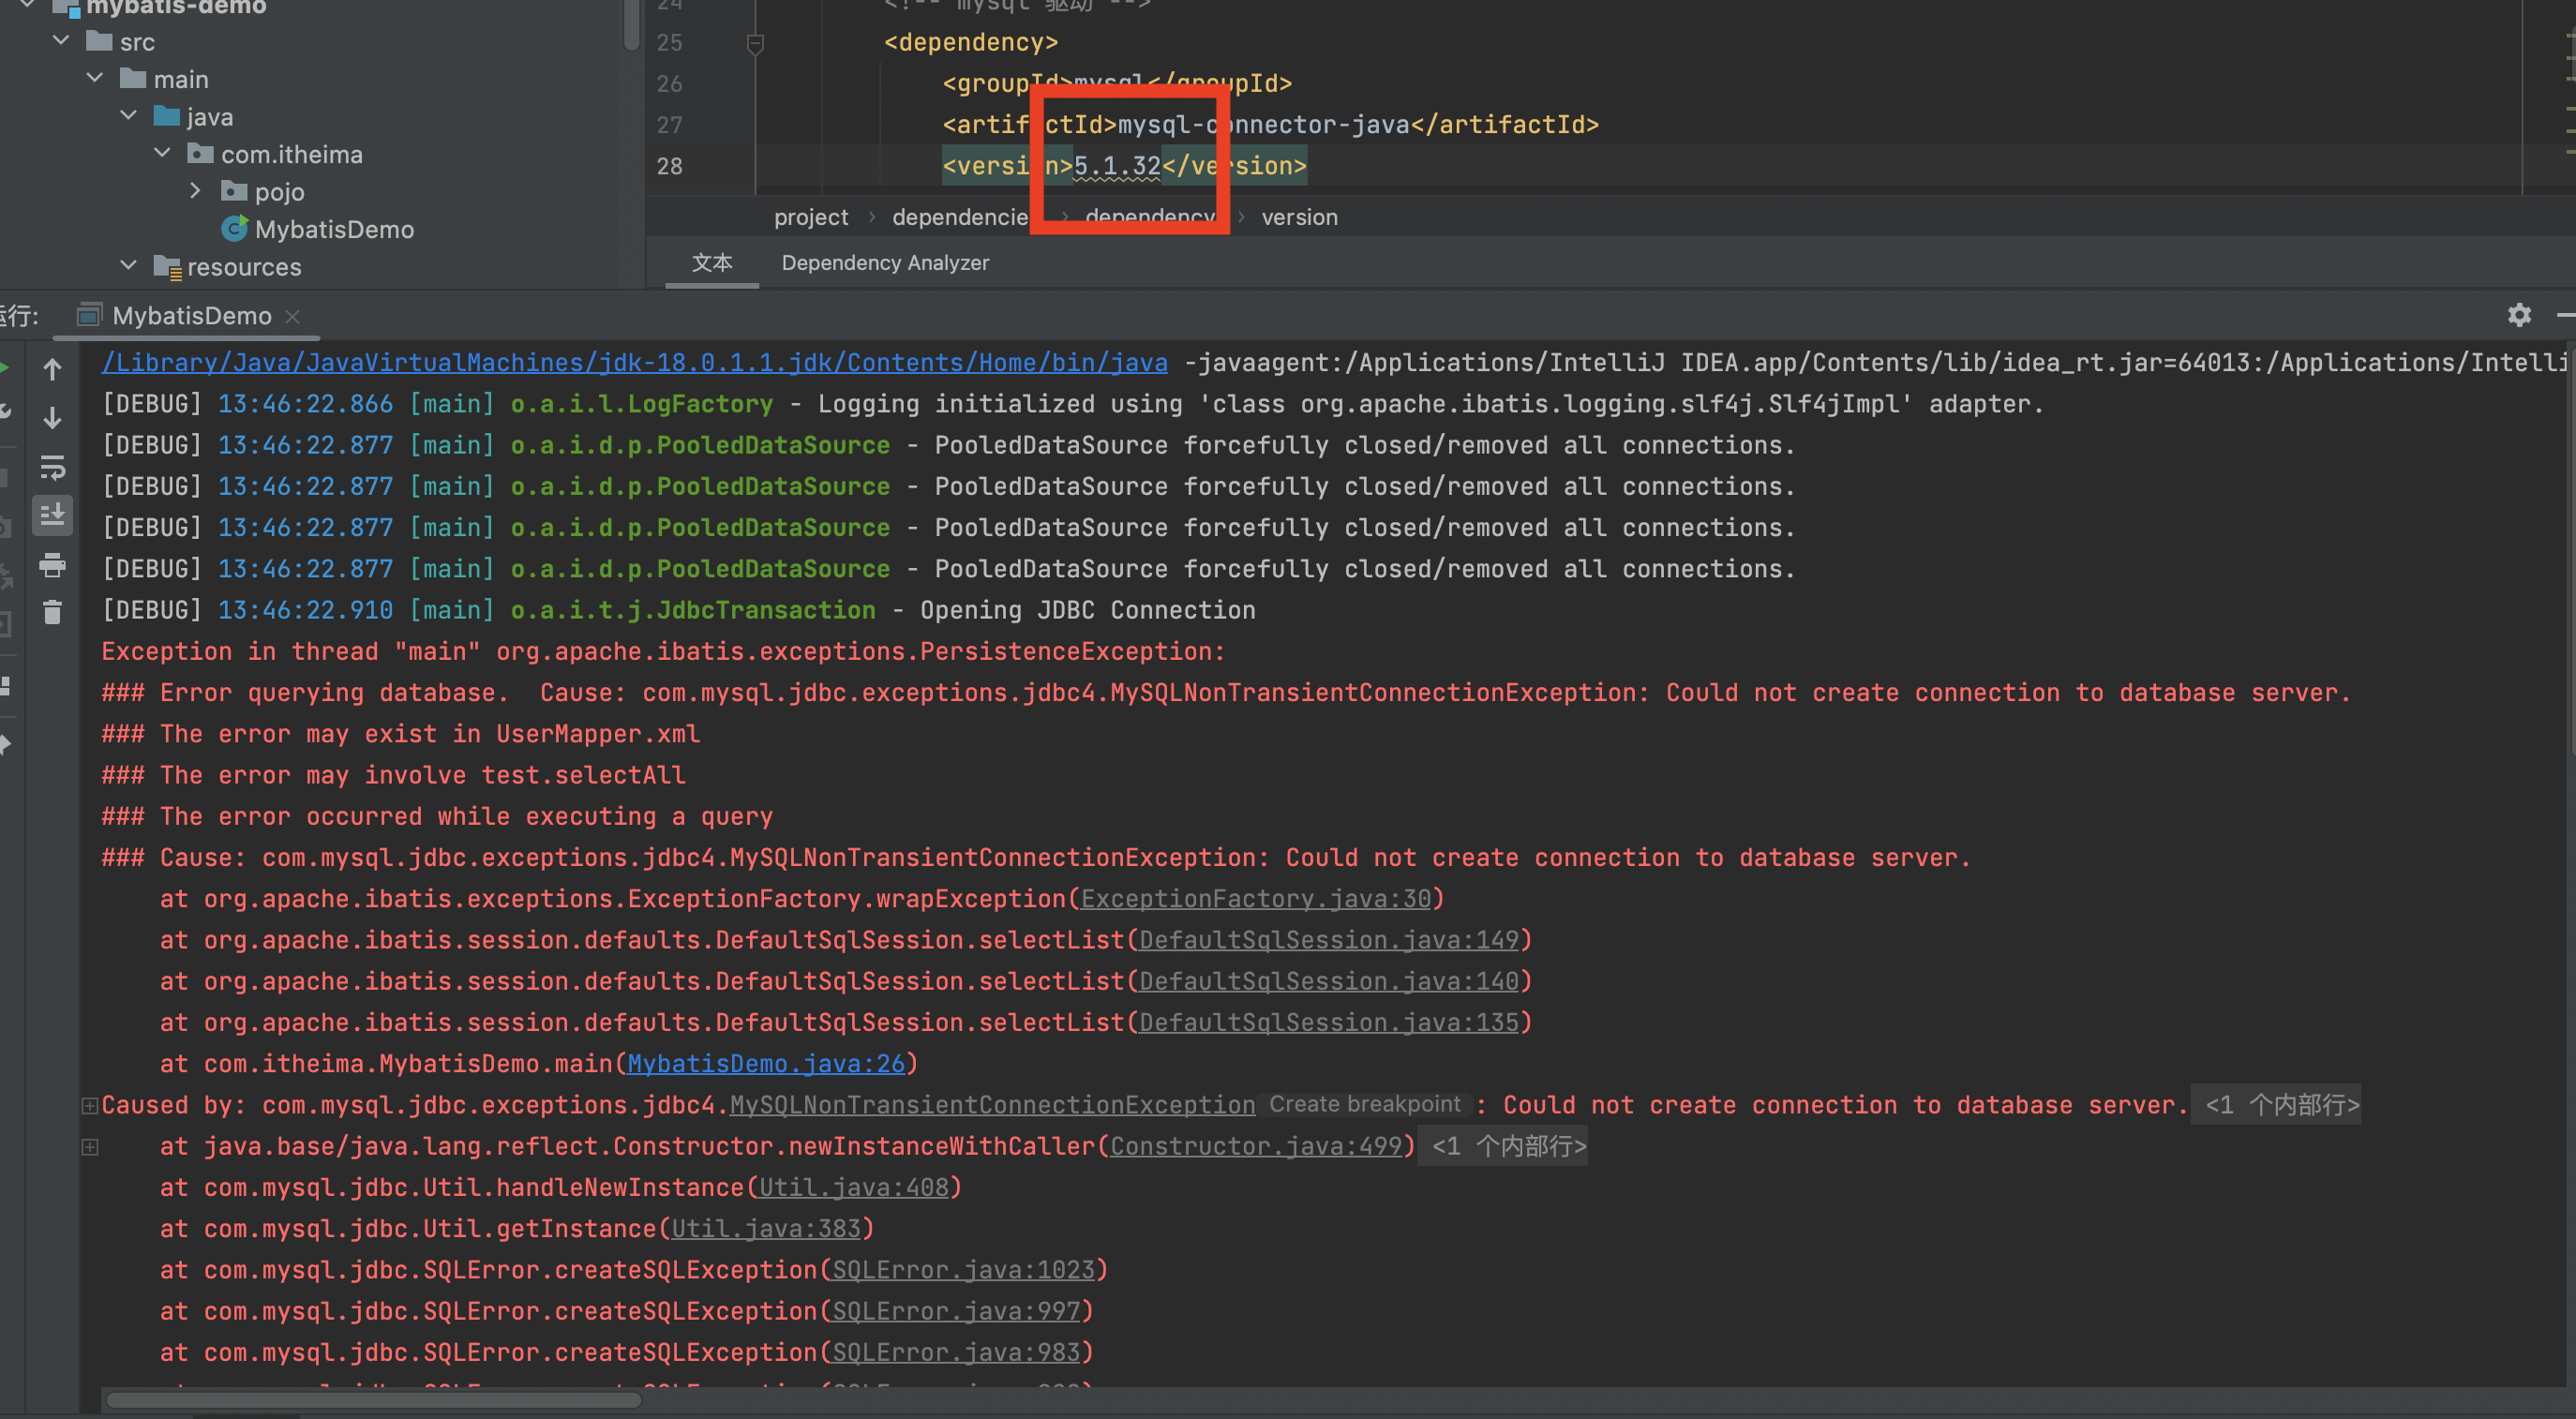 mybatis-demo
src
main
java
com.itheima
pojo
MybatisDemo
resources
24 <!-- mysql 驱动 -->
25 <dependency>
26 <groupId>mysql</groupId>
27 <artifactId>mysql-connector-java</artifactId>
28 <version>5.1.32</version>
project › dependencie › dependency › version
文本 Dependency Analyzer
运行: MybatisDemo
/Library/Java/JavaVirtualMachines/jdk-18.0.1.1.jdk/Contents/Home/bin/java -javaagent:/Applications/IntelliJ IDEA.app/Contents/lib/idea_rt.jar=64013:/Applications/Intelli
[DEBUG] 13:46:22.866 [main] o.a.i.l.LogFactory - Logging initialized using 'class org.apache.ibatis.logging.slf4j.Slf4jImpl' adapter.
[DEBUG] 13:46:22.877 [main] o.a.i.d.p.PooledDataSource - PooledDataSource forcefully closed/removed all connections.
[DEBUG] 13:46:22.877 [main] o.a.i.d.p.PooledDataSource - PooledDataSource forcefully closed/removed all connections.
[DEBUG] 13:46:22.877 [main] o.a.i.d.p.PooledDataSource - PooledDataSource forcefully closed/removed all connections.
[DEBUG] 13:46:22.877 [main] o.a.i.d.p.PooledDataSource - PooledDataSource forcefully closed/removed all connections.
[DEBUG] 13:46:22.910 [main] o.a.i.t.j.JdbcTransaction - Opening JDBC Connection
Exception in thread "main" org.apache.ibatis.exceptions.PersistenceException:
### Error querying database.  Cause: com.mysql.jdbc.exceptions.jdbc4.MySQLNonTransientConnectionException: Could not create connection to database server.
### The error may exist in UserMapper.xml
### The error may involve test.selectAll
### The error occurred while executing a query
### Cause: com.mysql.jdbc.exceptions.jdbc4.MySQLNonTransientConnectionException: Could not create connection to database server.
at org.apache.ibatis.exceptions.ExceptionFactory.wrapException(ExceptionFactory.java:30)
at org.apache.ibatis.session.defaults.DefaultSqlSession.selectList(DefaultSqlSession.java:149)
at org.apache.ibatis.session.defaults.DefaultSqlSession.selectList(DefaultSqlSession.java:140)
at org.apache.ibatis.session.defaults.DefaultSqlSession.selectList(DefaultSqlSession.java:135)
at com.itheima.MybatisDemo.main(MybatisDemo.java:26)
Caused by: com.mysql.jdbc.exceptions.jdbc4.MySQLNonTransientConnectionException Create breakpoint : Could not create connection to database server. <1 个内部行>
at java.base/java.lang.reflect.Constructor.newInstanceWithCaller(Constructor.java:499) <1 个内部行>
at com.mysql.jdbc.Util.handleNewInstance(Util.java:408)
at com.mysql.jdbc.Util.getInstance(Util.java:383)
at com.mysql.jdbc.SQLError.createSQLException(SQLError.java:1023)
at com.mysql.jdbc.SQLError.createSQLException(SQLError.java:997)
at com.mysql.jdbc.SQLError.createSQLException(SQLError.java:983)